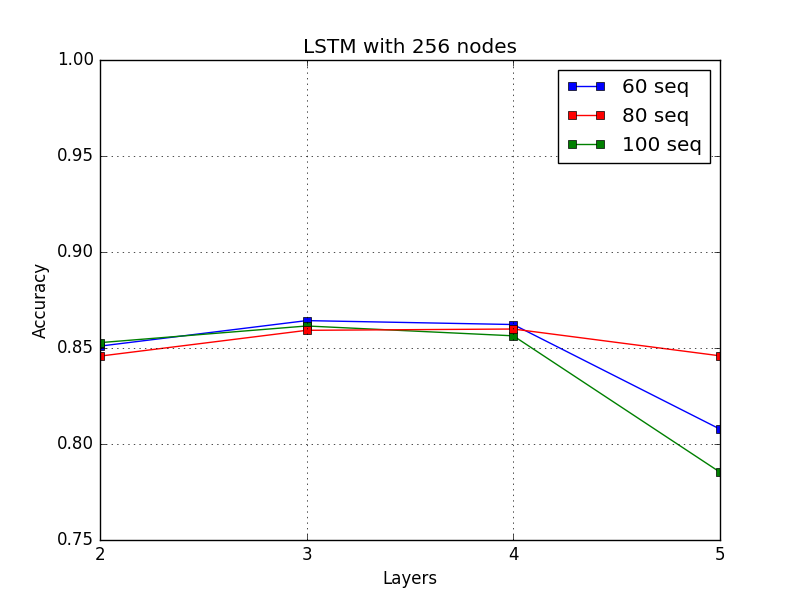 LSTM with 256 nodes
1.00
0.95
0.90
0.85
0.80
0.75
Accuracy
60 seq
80 seq
100 seq
2 3 4 5
Layers